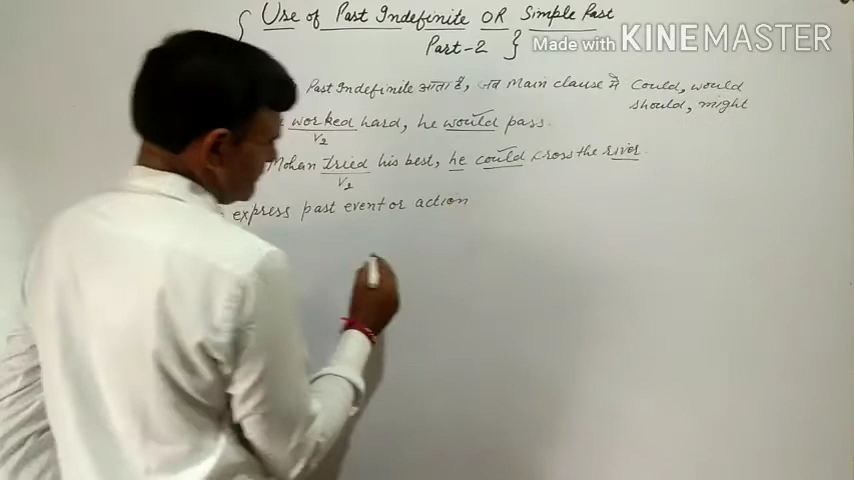 { Use of Past Indefinite OR Simple Past
Part-2 }
Made with KINEMASTER
Past Indefinite आता है, जब Main clause में Could, would
should, might
worked hard, he would pass.
V2
Mohan tried his best, he could cross the river.
V2
express past event or action